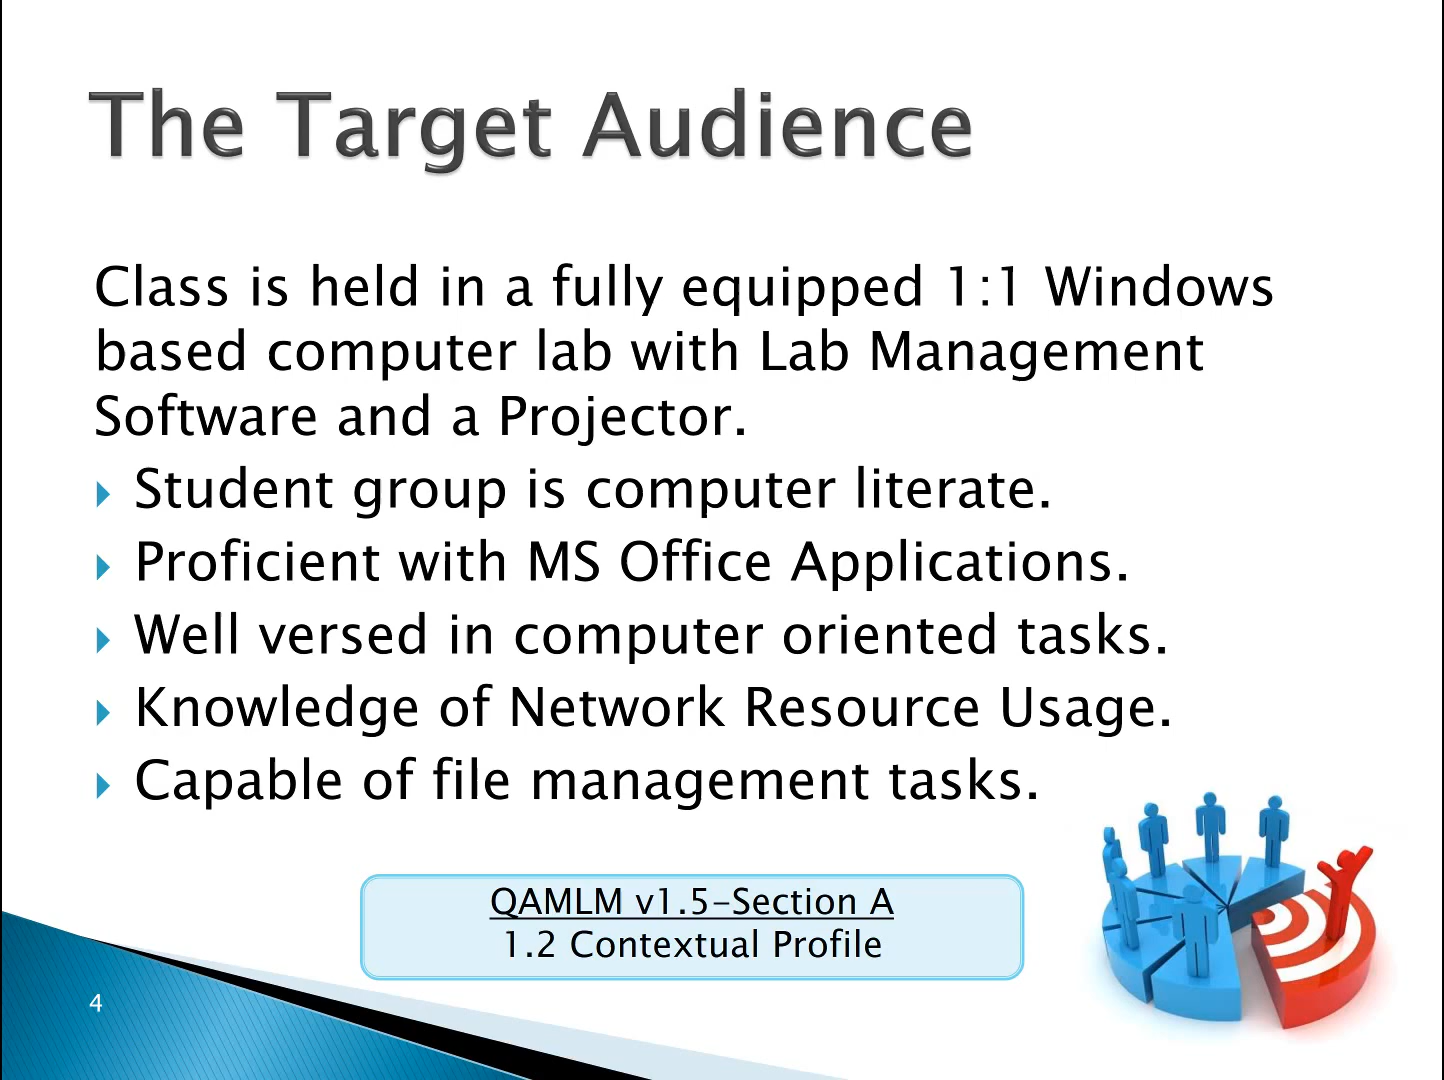 The Target Audience
Class is held in a fully equipped 1:1 Windows
based computer lab with Lab Management
Software and a Projector.
Student group is computer literate.
Proficient with MS Office Applications.
Well versed in computer oriented tasks.
Knowledge of Network Resource Usage.
Capable of file management tasks.
QAMLM v1.5-Section A
1.2 Contextual Profile
4